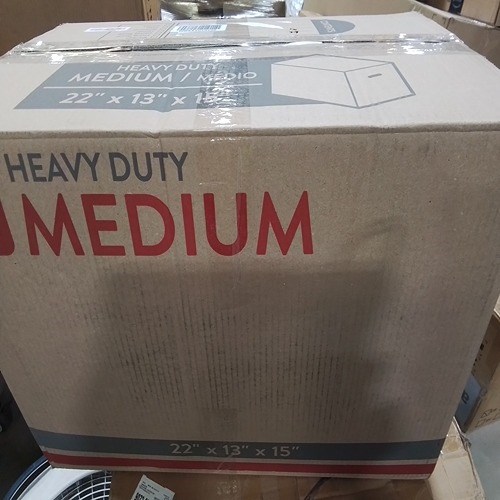 HEAVY DUTY
MEDIUM / MEDIO
22" x 13" x 15"
HEAVY DUTY
MEDIUM
22" x 13" x 15"